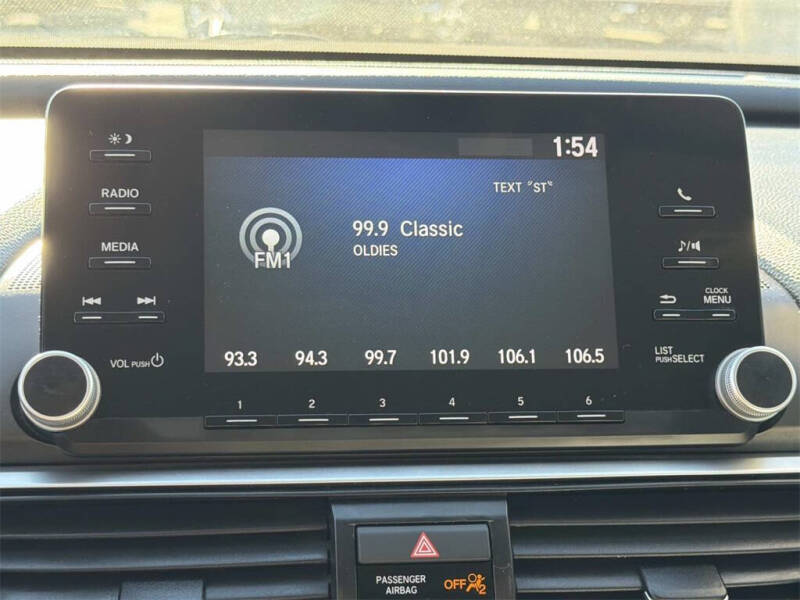 1:54
RADIO
TEXT "ST"
99.9 Classic
OLDIES
FM1
MEDIA
CLOCK
MENU
VOL PUSH
LIST
PUSH SELECT
93.3 94.3 99.7 101.9 106.1 106.5
1 2 3 4 5 6
PASSENGER
AIRBAG
OFF
2